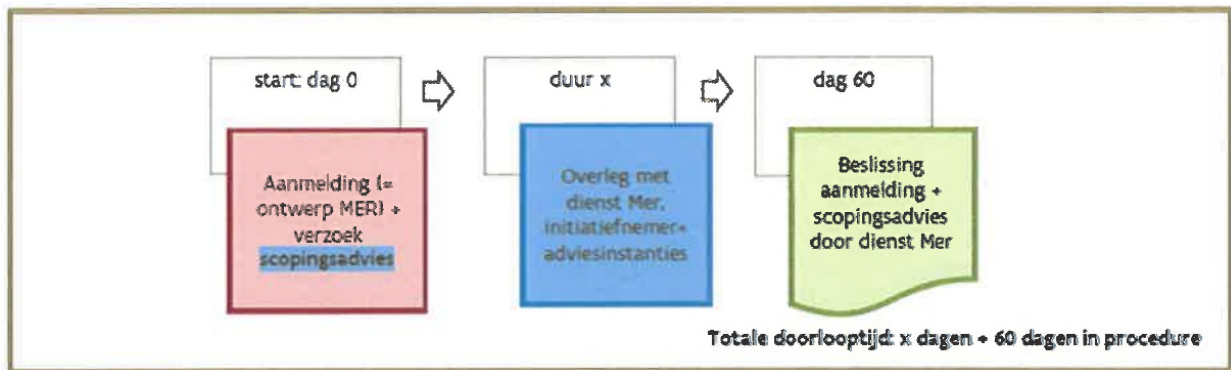 start: dag 0
duur x
dag 60
Aanmelding (=
ontwerp MER) +
verzoek
scopingsadvies
Overleg met
dienst Mer,
initiatiefnemer+
adviesinstanties
Beslissing
aanmelding +
scopingsadvies
door dienst Mer
Totale doorlooptijd: x dagen + 60 dagen in procedure